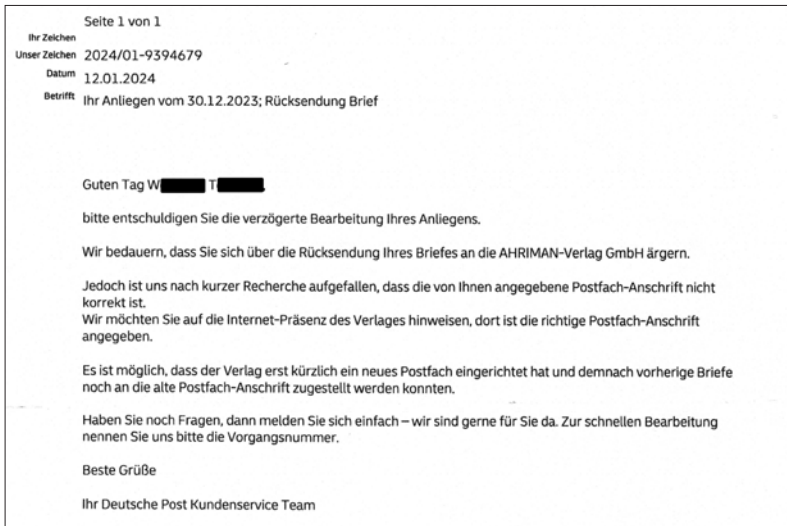 Seite 1 von 1
Ihr Zeichen
Unser Zeichen 2024/01-9394679
Datum 12.01.2024
Betrifft Ihr Anliegen vom 30.12.2023; Rücksendung Brief
Guten Tag W T
bitte entschuldigen Sie die verzögerte Bearbeitung Ihres Anliegens.
Wir bedauern, dass Sie sich über die Rücksendung Ihres Briefes an die AHRIMAN-Verlag GmbH ärgern.
Jedoch ist uns nach kurzer Recherche aufgefallen, dass die von Ihnen angegebene Postfach-Anschrift nicht
korrekt ist.
Wir möchten Sie auf die Internet-Präsenz des Verlages hinweisen, dort ist die richtige Postfach-Anschrift
angegeben.
Es ist möglich, dass der Verlag erst kürzlich ein neues Postfach eingerichtet hat und demnach vorherige Briefe
noch an die alte Postfach-Anschrift zugestellt werden konnten.
Haben Sie noch Fragen, dann melden Sie sich einfach – wir sind gerne für Sie da. Zur schnellen Bearbeitung
nennen Sie uns bitte die Vorgangsnummer.
Beste Grüße
Ihr Deutsche Post Kundenservice Team